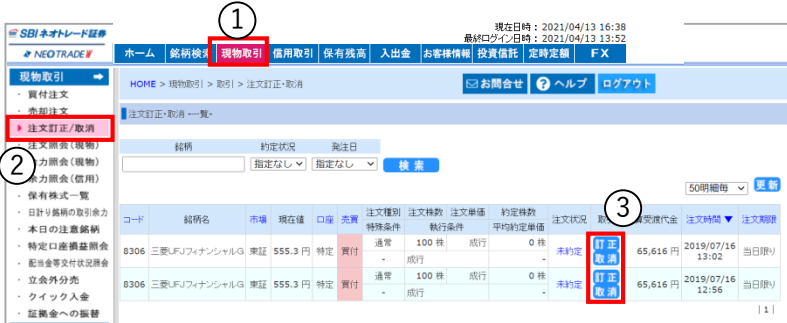 ①
現在日時：2021/04/13 16:38
最終ログイン日時：2021/04/13 13:52
SBIネオトレード証券
NEOTRADE W
ホーム 銘柄検索 現物取引 信用取引 保有残高 入出金 お客様情報 投資信託 定時定額 FX
現物取引
HOME > 現物取引 > 取引 > 注文訂正・取消
お問合せ ? ヘルプ ログアウト
・ 買付注文
・ 売却注文
注文訂正・取消 ー一覧-
注文訂正/取消
・ 注文照会(現物)
②
余力照会(現物)
余力照会(信用)
・ 保有株式一覧
・ 日計り銘柄の取引余力
・ 本日の注意銘柄
・ 特定口座損益照会
・ 配当金等交付状況照会
・ 立会外分売
・ クイック入金
・ 証拠金への振替
銘柄 約定状況 発注日
指定なし 指定なし 検索
50明細毎 更新
③
コード 銘柄名 市場 現在値 口座 売買 注文種別 注文株数 注文単価 約定株数 注文状況 受渡代金 注文時間▼ 注文期限
特殊条件 執行条件 平均約定単価
8306 三菱UFJフィナンシャルG 東証 555.3 円 特定 買付 通常 100 株 成行 0 株 未約定 訂正 65,616 円 2019/07/16 当日限り
- 成行 - 取消 13:02
8306 三菱UFJフィナンシャルG 東証 555.3 円 特定 買付 通常 100 株 成行 0 株 未約定 訂正 65,616 円 2019/07/16 当日限り
- 成行 - 取消 12:56
| 1 |